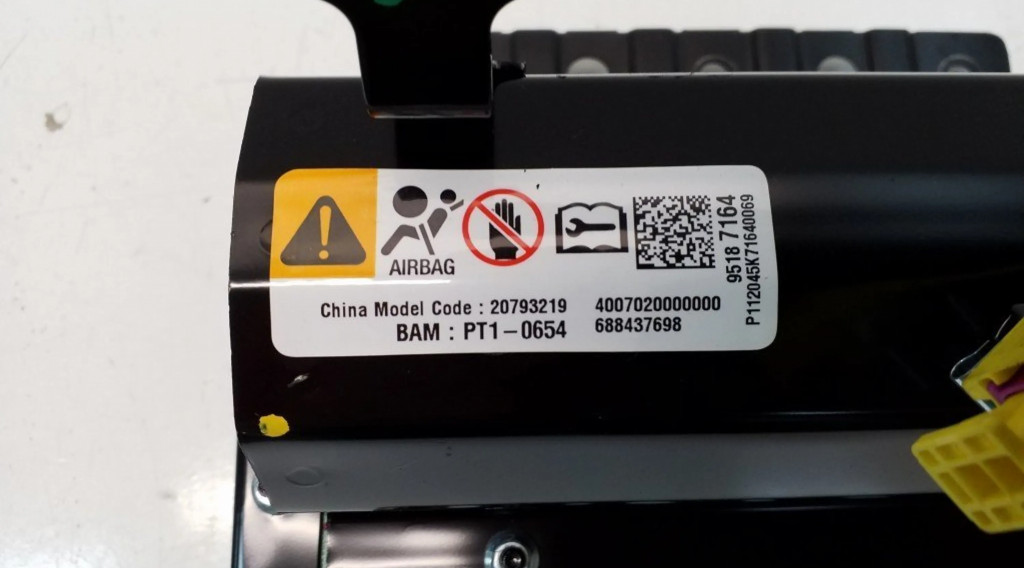 AIRBAG
China Model Code : 20793219
BAM : PT1-0654
4007020000000
688437698
9518 7164
P112045K71640069